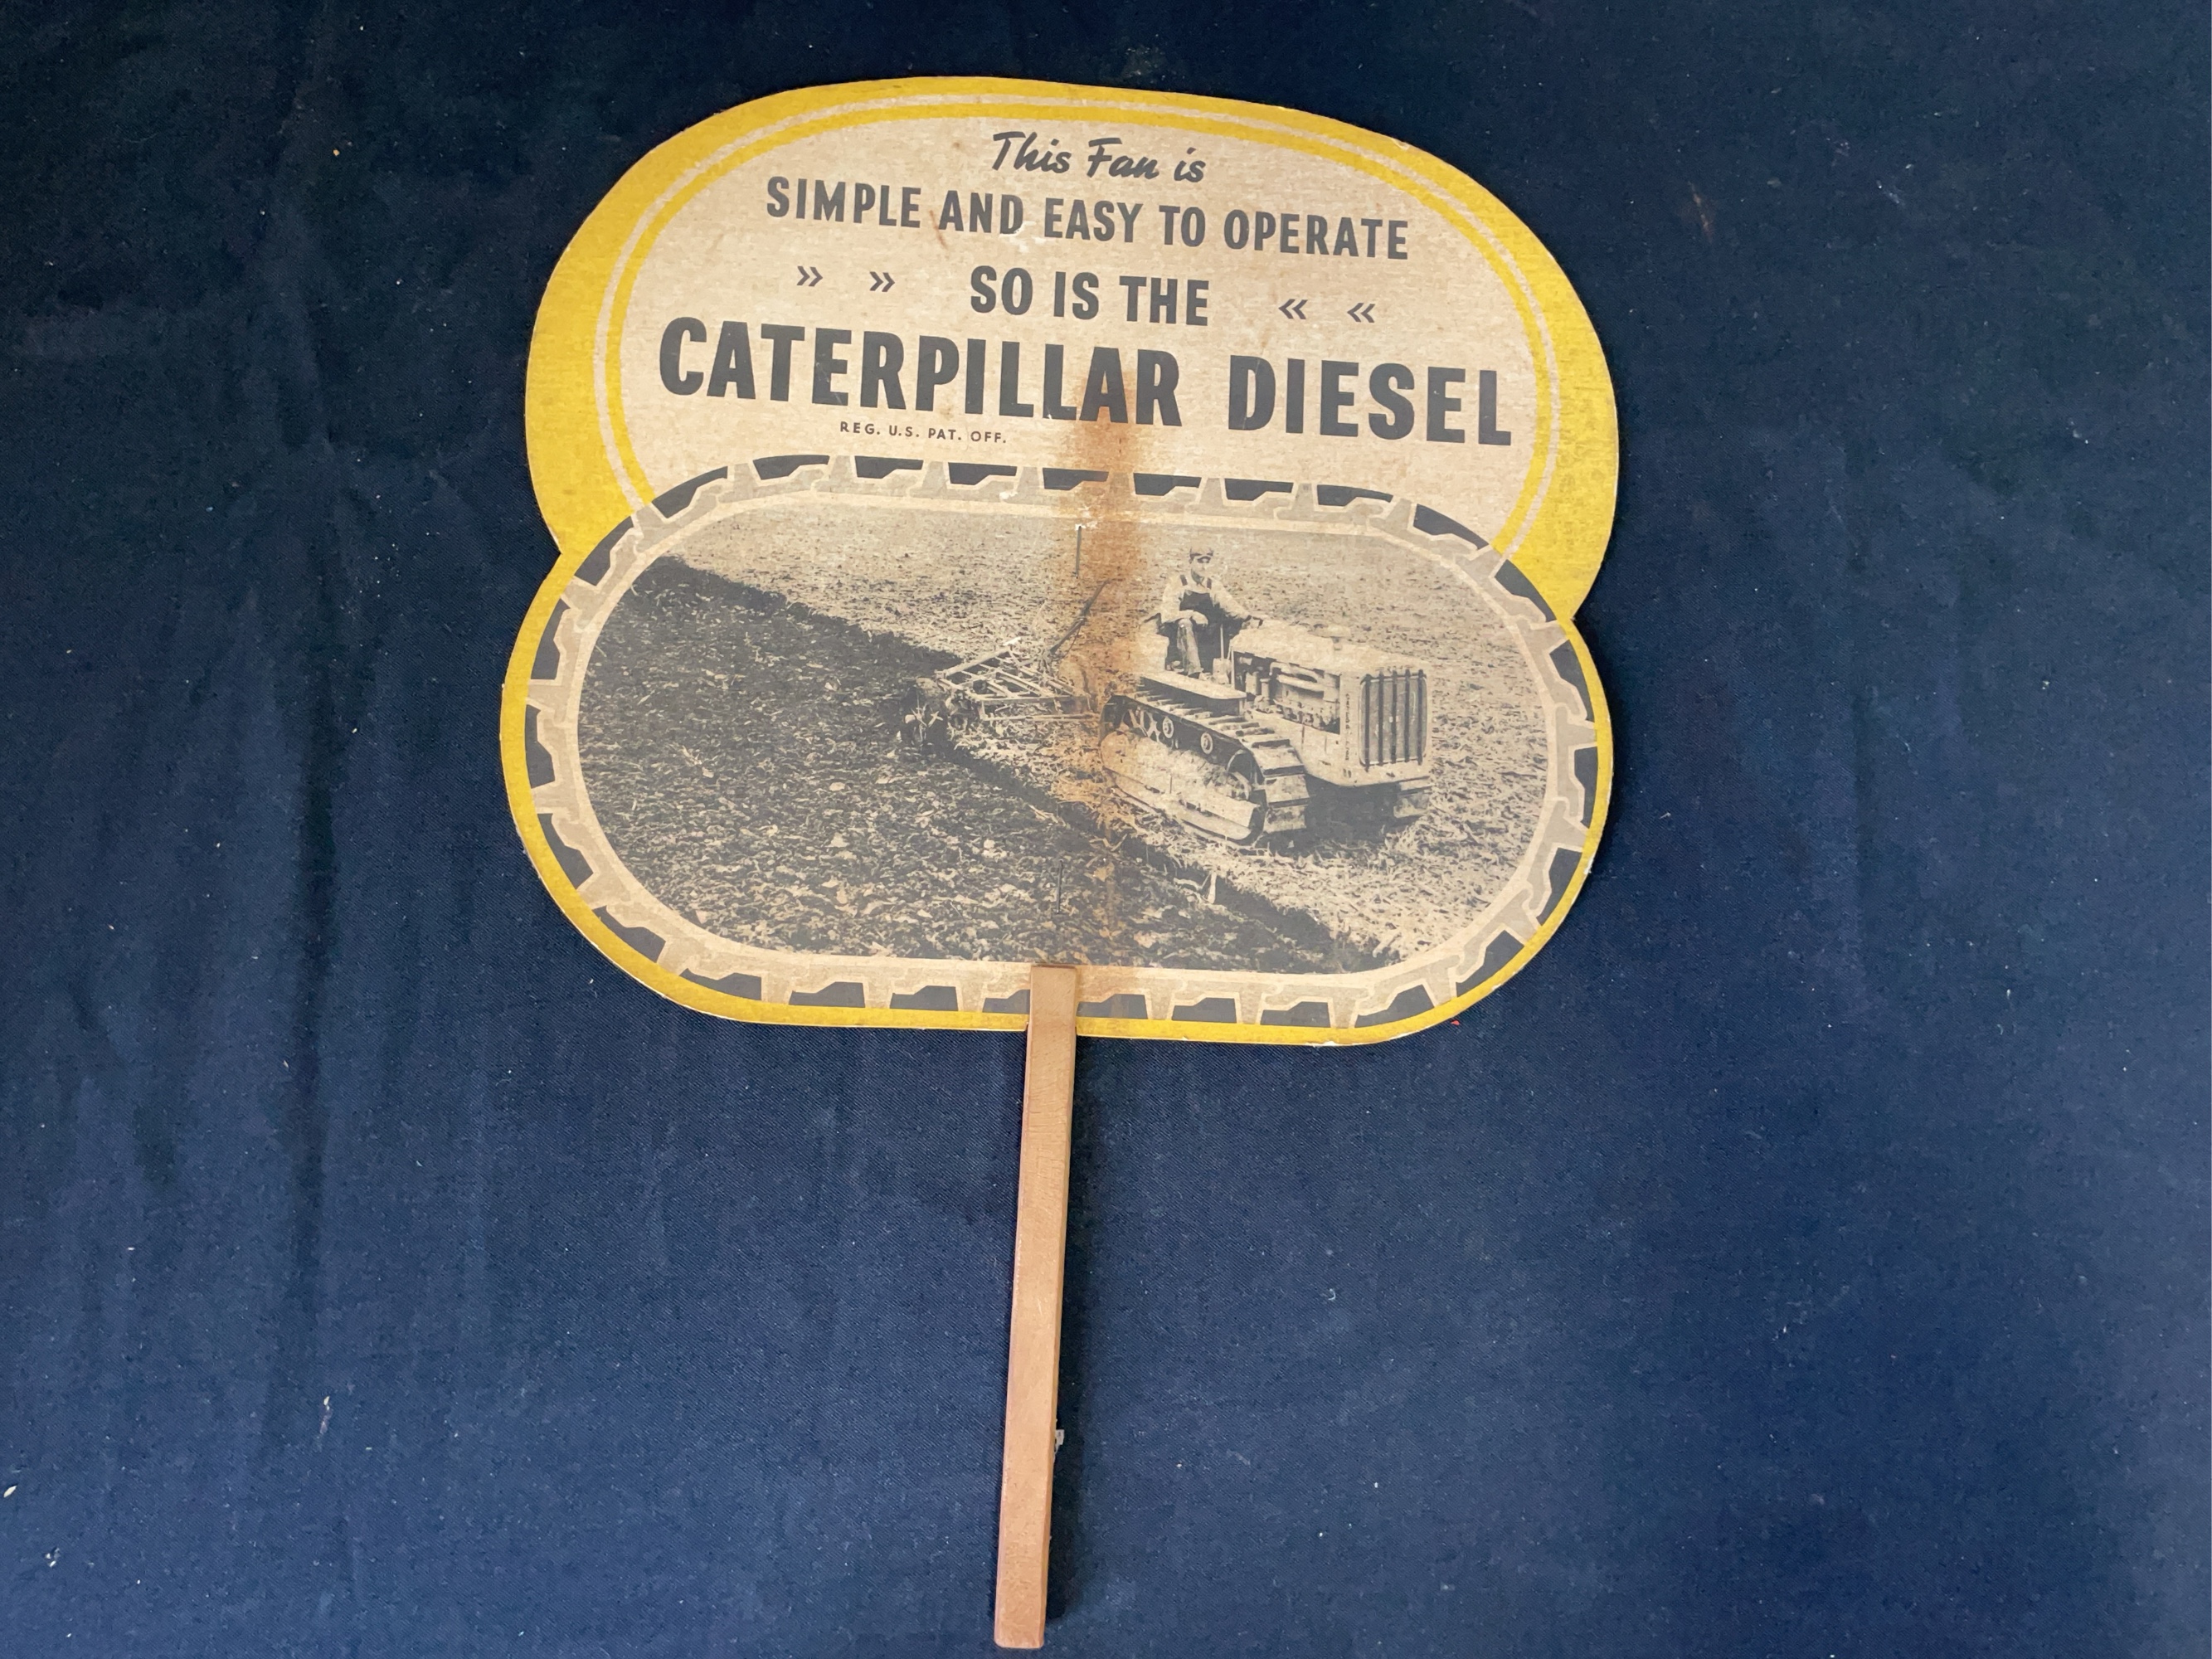 This Fan is
SIMPLE AND EASY TO OPERATE
» » SO IS THE « «
CATERPILLAR DIESEL
REG. U.S. PAT. OFF.